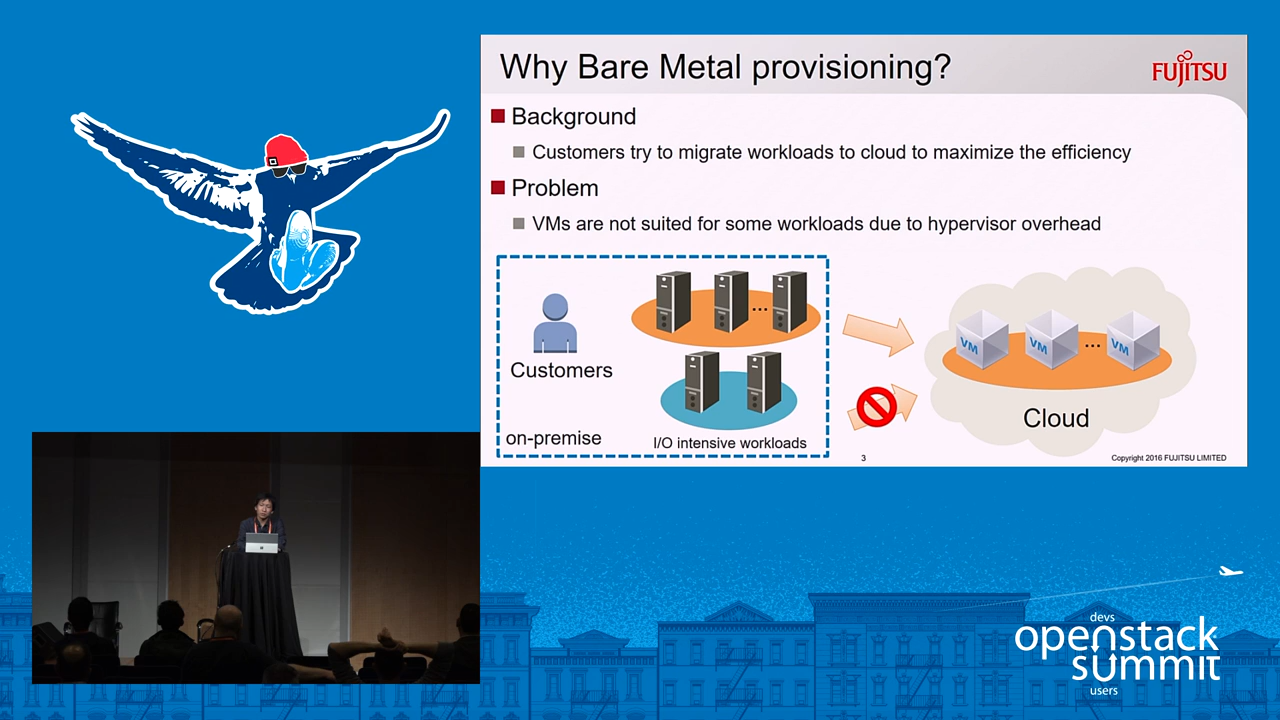 Why Bare Metal provisioning?
FUJITSU
Background
Customers try to migrate workloads to cloud to maximize the efficiency
Problem
VMs are not suited for some workloads due to hypervisor overhead
...
Customers
on-premise
I/O intensive workloads
VM
VM
...
VM
Cloud
3
Copyright 2016 FUJITSU LIMITED
devs
openstack
summit
users